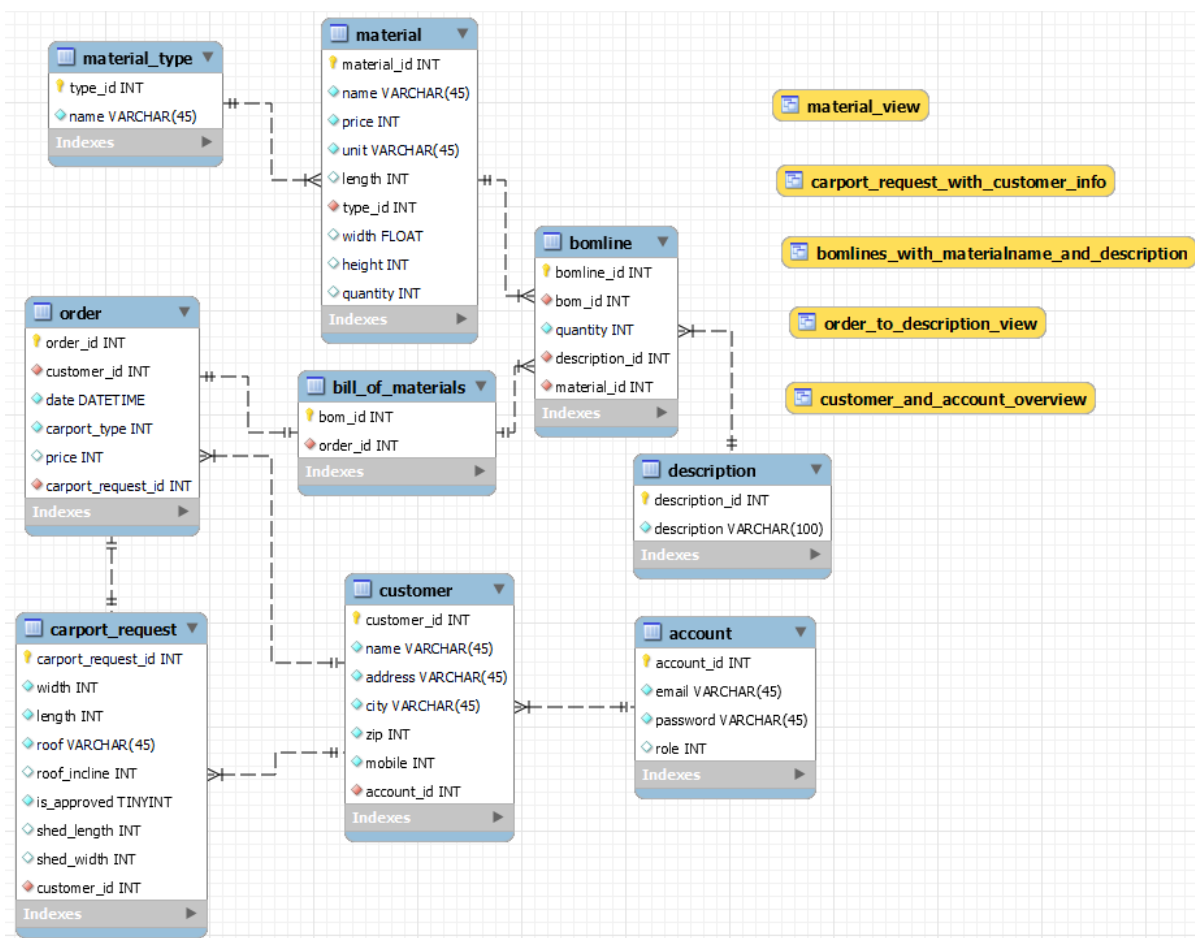 material_type
type_id INT
name VARCHAR(45)
Indexes
material
material_id INT
name VARCHAR(45)
price INT
unit VARCHAR(45)
length INT
type_id INT
width FLOAT
height INT
quantity INT
Indexes
bomline
bomline_id INT
bom_id INT
quantity INT
description_id INT
material_id INT
Indexes
order
order_id INT
customer_id INT
date DATETIME
carport_type INT
price INT
carport_request_id INT
Indexes
bill_of_materials
bom_id INT
order_id INT
Indexes
description
description_id INT
description VARCHAR(100)
Indexes
carport_request
carport_request_id INT
width INT
length INT
roof VARCHAR(45)
roof_incline INT
is_approved TINYINT
shed_length INT
shed_width INT
customer_id INT
Indexes
customer
customer_id INT
name VARCHAR(45)
address VARCHAR(45)
city VARCHAR(45)
zip INT
mobile INT
account_id INT
Indexes
account
account_id INT
email VARCHAR(45)
password VARCHAR(45)
role INT
Indexes
material_view
carport_request_with_customer_info
bomlines_with_materialname_and_description
order_to_description_view
customer_and_account_overview